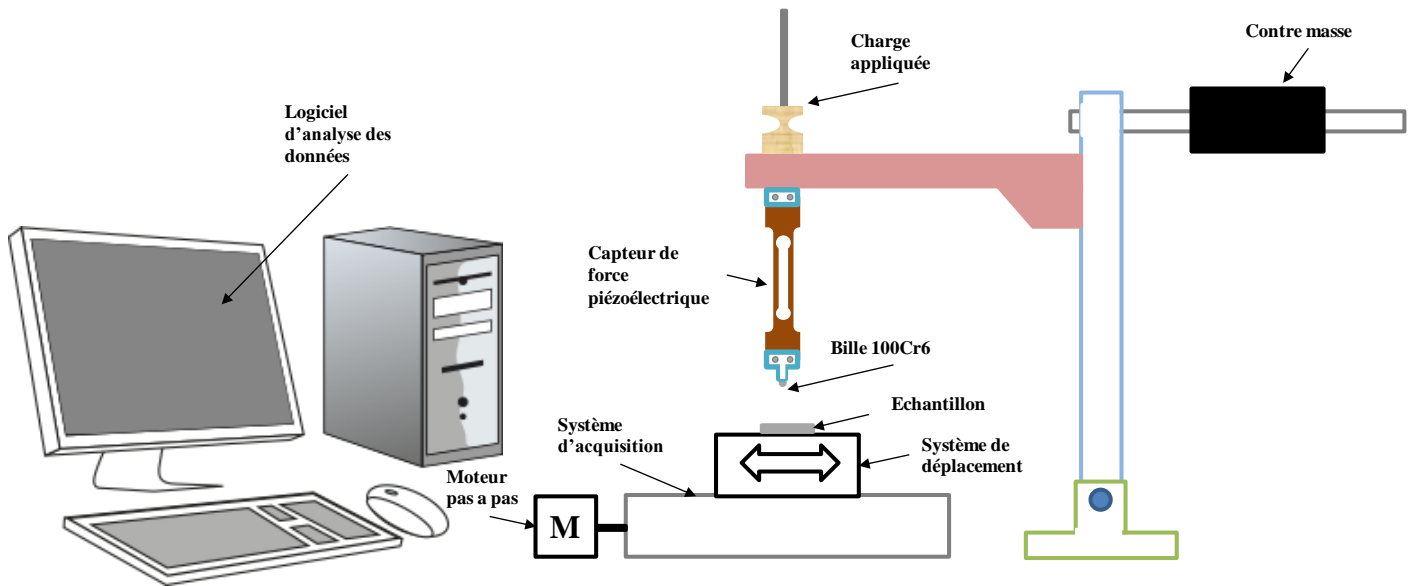 Charge
appliquée
Contre masse
Logiciel
d’analyse des
données
Capteur de
force
piézoélectrique
Bille 100Cr6
Echantillon
Système
d’acquisition
Système de
déplacement
Moteur
pas a pas
M